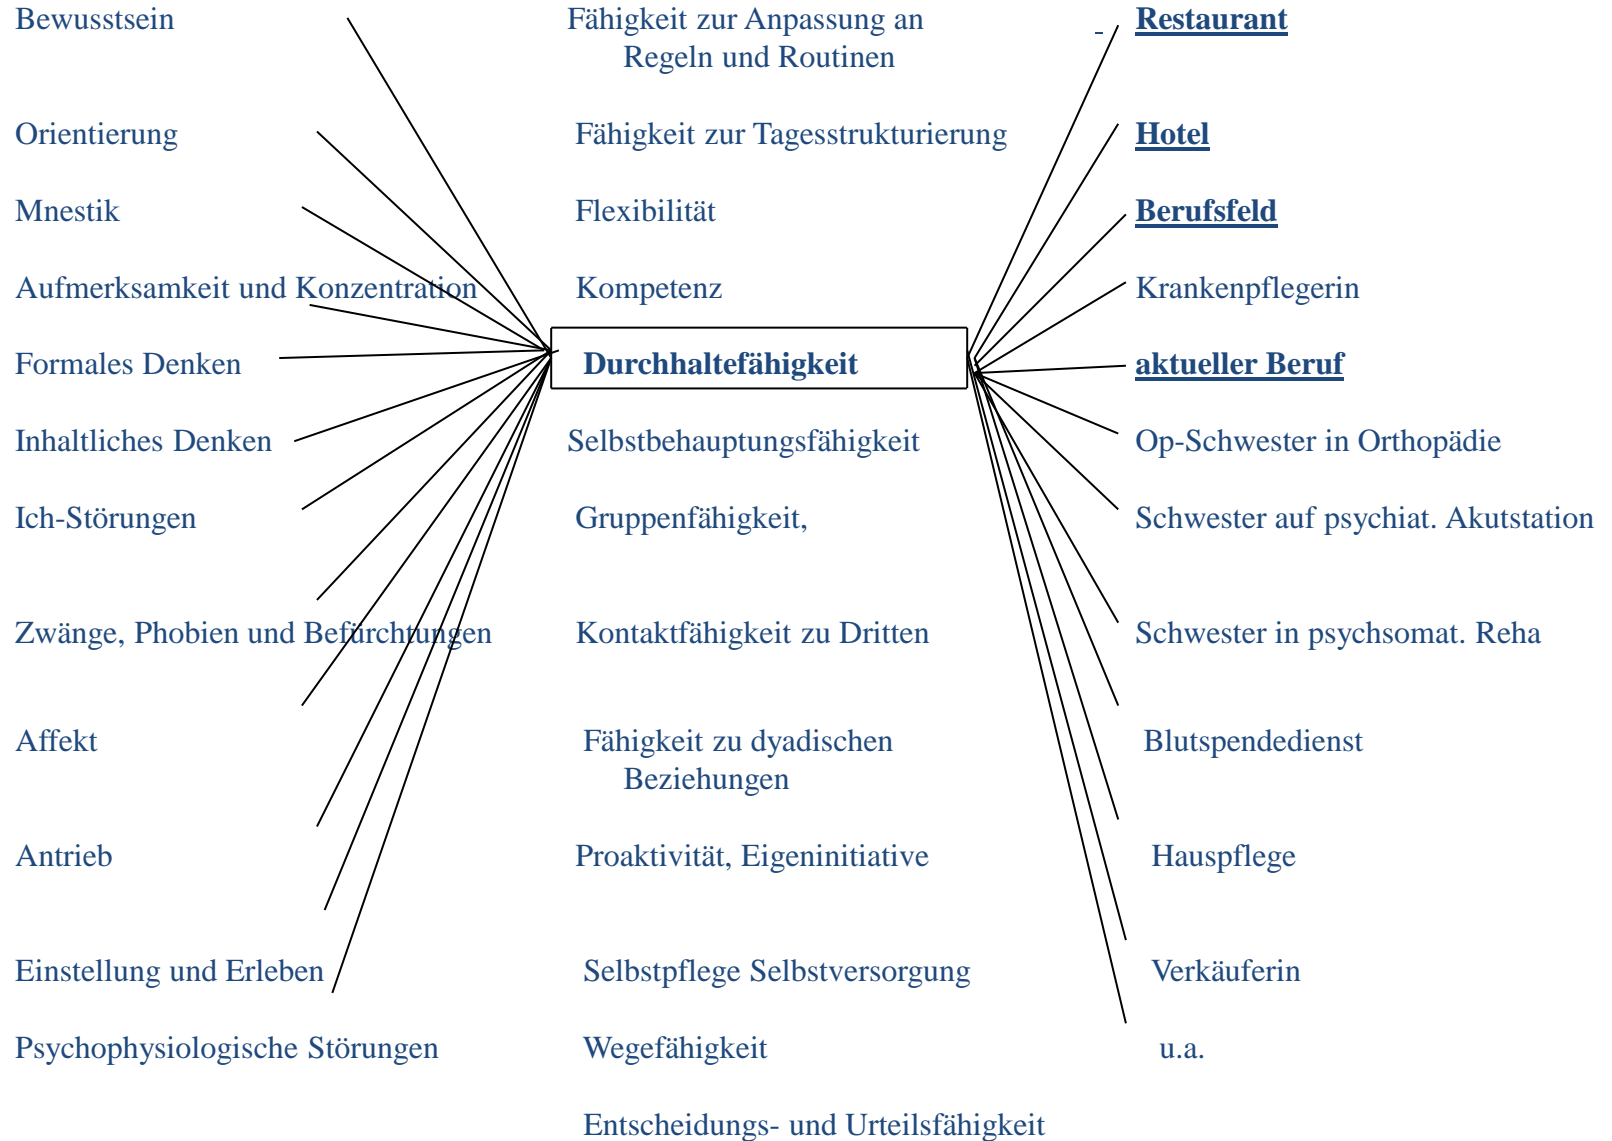 Bewusstsein
Fähigkeit zur Anpassung an
- Restaurant
Regeln und Routinen
Orientierung
Fähigkeit zur Tagesstrukturierung
Hotel
Mnestik
Flexibilität
Berufsfeld
Aufmerksamkeit und Konzentration
Kompetenz
Krankenpflegerin
Formales Denken
Durchhaltefähigkeit
aktueller Beruf
Inhaltliches Denken
Selbstbehauptungsfähigkeit
Op-Schwester in Orthopädie
Ich-Störungen
Gruppenfähigkeit,
Schwester auf psychiat. Akutstation
Zwänge, Phobien und Befürchtungen
Kontaktfähigkeit zu Dritten
Schwester in psychsomat. Reha
Affekt
Fähigkeit zu dyadischen
Blutspendedienst
Beziehungen
Antrieb
Proaktivität, Eigeninitiative
Hauspflege
Einstellung und Erleben
Selbstpflege Selbstversorgung
Verkäuferin
Psychophysiologische Störungen
Wegefähigkeit
u.a.
Entscheidungs- und Urteilsfähigkeit